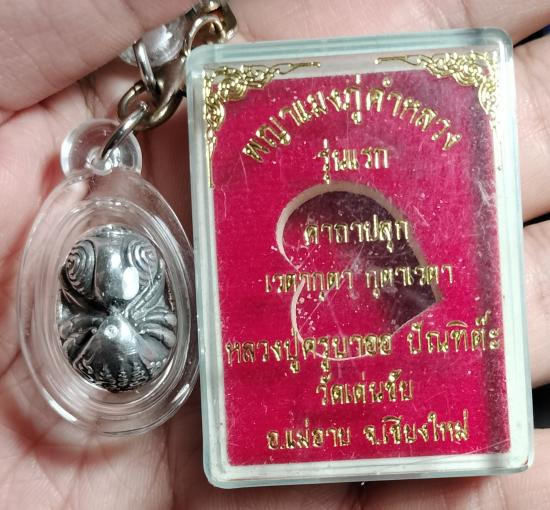 พญาแมงภู่คำหลวง
รุ่นแรก
คาถาปลุก
เวตากุตา กุตาเวตา
หลวงปู่ครูบาออ ปัณฑิต๊ะ
วัดเด่นชัย
อ.แม่อาย จ.เชียงใหม่